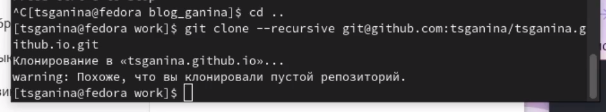 ^C[tsganina@fedora blog_ganina]$ cd ..
[tsganina@fedora work]$ git clone --recursive git@github.com:tsganina/tsganina.g
ithub.io.git
Клонирование в «tsganina.github.io»...
warning: Похоже, что вы клонировали пустой репозиторий.
[tsganina@fedora work]$